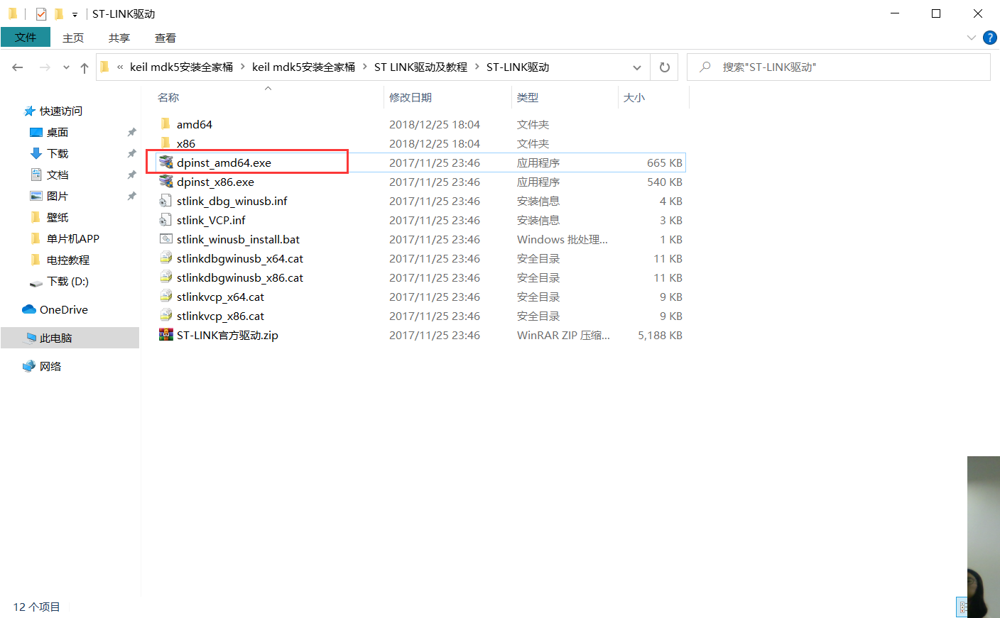 ST-LINK驱动
文件 主页 共享 查看
« keil mdk5安装全家桶 › keil mdk5安装全家桶 › ST LINK驱动及教程 › ST-LINK驱动 搜索"ST-LINK驱动"
名称 修改日期 类型 大小
快速访问
桌面
下载
文档
图片
壁纸
单片机APP
电控教程
下载 (D:)
OneDrive
此电脑
网络
amd64 2018/12/25 18:04 文件夹
x86 2018/12/25 18:04 文件夹
dpinst_amd64.exe 2017/11/25 23:46 应用程序 665 KB
dpinst_x86.exe 2017/11/25 23:46 应用程序 540 KB
stlink_dbg_winusb.inf 2017/11/25 23:46 安装信息 4 KB
stlink_VCP.inf 2017/11/25 23:46 安装信息 3 KB
stlink_winusb_install.bat 2017/11/25 23:46 Windows 批处理... 1 KB
stlinkdbgwinusb_x64.cat 2017/11/25 23:46 安全目录 11 KB
stlinkdbgwinusb_x86.cat 2017/11/25 23:46 安全目录 11 KB
stlinkvcp_x64.cat 2017/11/25 23:46 安全目录 9 KB
stlinkvcp_x86.cat 2017/11/25 23:46 安全目录 9 KB
ST-LINK官方驱动.zip 2017/11/25 23:46 WinRAR ZIP 压缩... 5,188 KB
12 个项目